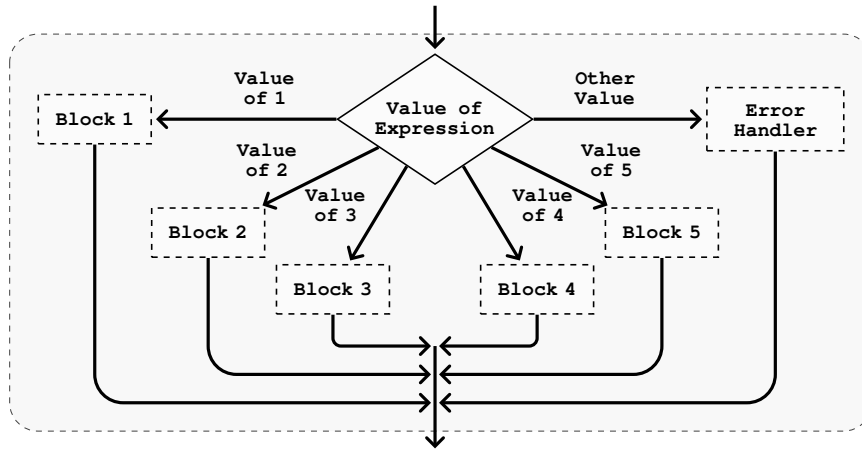 Value
of 1
Other
Value
Value of
Expression
Block 1
Error
Handler
Value
of 2
Value
of 5
Value
of 3
Value
of 4
Block 2
Block 5
Block 3
Block 4